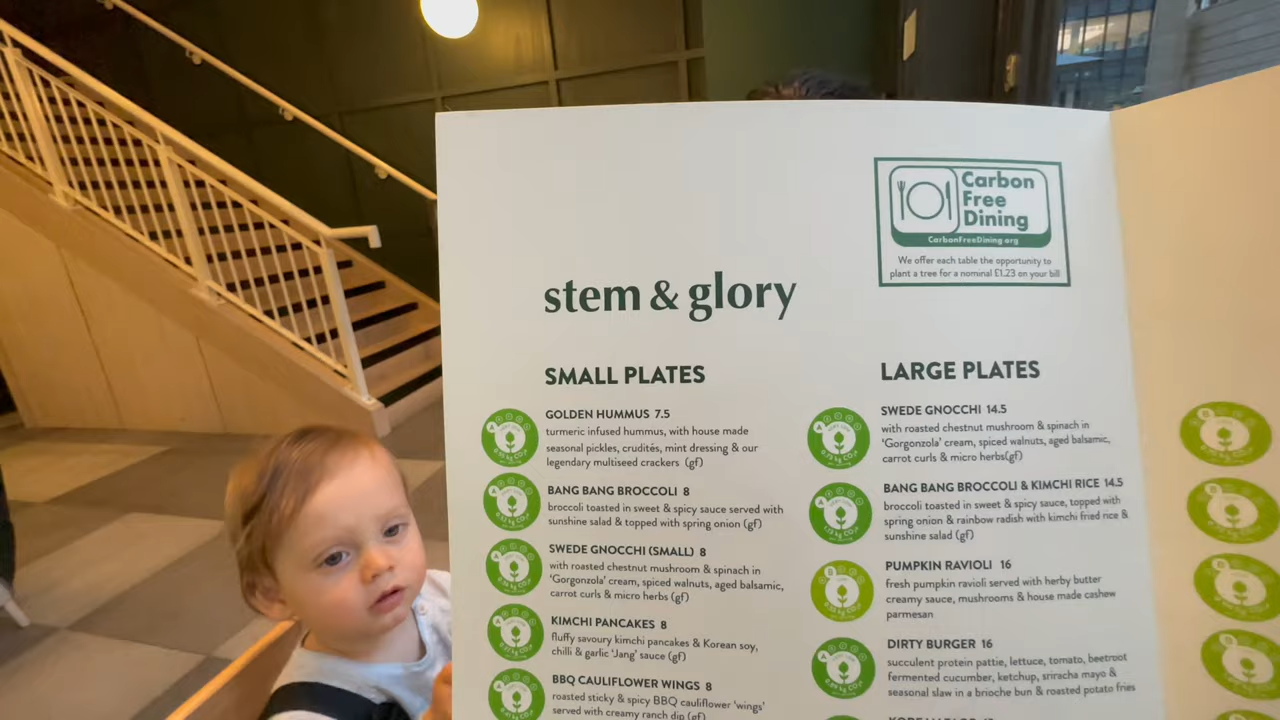 Carbon
Free
Dining
CarbonFreeDining.org
We offer each table the opportunity to
plant a tree for a nominal £1.23 on your bill
stem & glory
SMALL PLATES
GOLDEN HUMMUS 7.5
turmeric infused hummus, with house made
seasonal pickles, crudités, mint dressing & our
legendary multiseed crackers (gf)
BANG BANG BROCCOLI 8
broccoli toasted in sweet & spicy sauce served with
sunshine salad & topped with spring onion (gf)
SWEDE GNOCCHI (SMALL) 8
with roasted chestnut mushroom & spinach in
'Gorgonzola' cream, spiced walnuts, aged balsamic,
carrot curls & micro herbs (gf)
KIMCHI PANCAKES 8
fluffy savoury kimchi pancakes & Korean soy,
chilli & garlic 'Jang' sauce (gf)
BBQ CAULIFLOWER WINGS 8
roasted sticky & spicy BBQ cauliflower 'wings'
served with creamy ranch dip (gf)
LARGE PLATES
SWEDE GNOCCHI 14.5
with roasted chestnut mushroom & spinach in
'Gorgonzola' cream, spiced walnuts, aged balsamic,
carrot curls & micro herbs(gf)
BANG BANG BROCCOLI & KIMCHI RICE 14.5
broccoli toasted in sweet & spicy sauce, topped with
spring onion & rainbow radish with kimchi fried rice &
sunshine salad (gf)
PUMPKIN RAVIOLI 16
fresh pumpkin ravioli served with herby butter
creamy sauce, mushrooms & house made cashew
parmesan
DIRTY BURGER 16
succulent protein pattie, lettuce, tomato, beetroot
fermented cucumber, ketchup, sriracha mayo &
seasonal slaw in a brioche bun & roasted potato fries